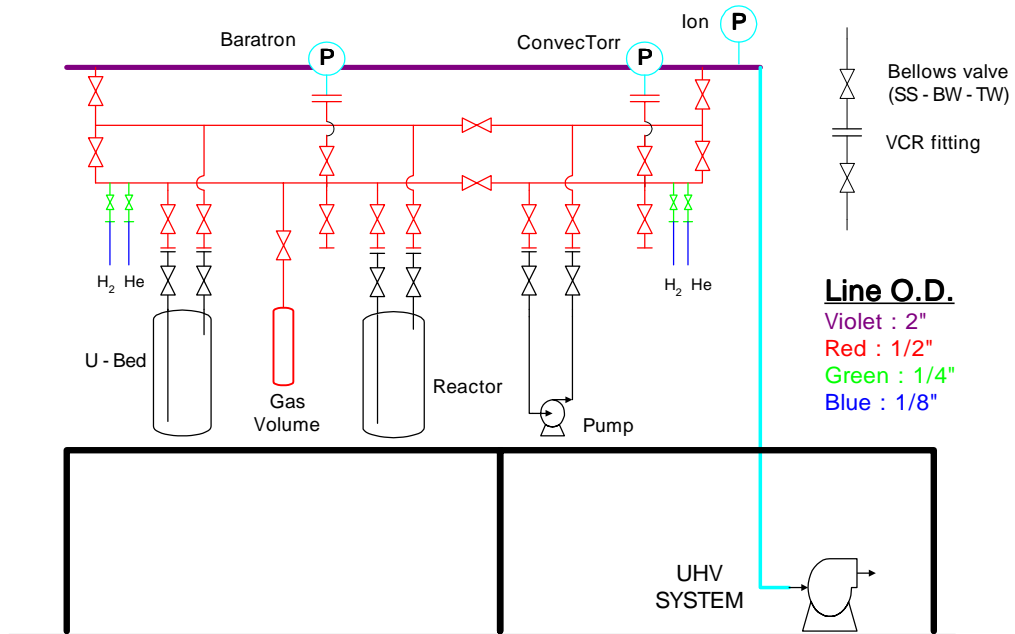 Ion
P
Baratron
P
ConvecTorr
P
Bellows valve
(SS - BW - TW)
VCR fitting
H2 He
H2 He
Line O.D.
Violet : 2"
Red : 1/2"
Green : 1/4"
Blue : 1/8"
U - Bed
Gas
Volume
Reactor
Pump
UHV
SYSTEM